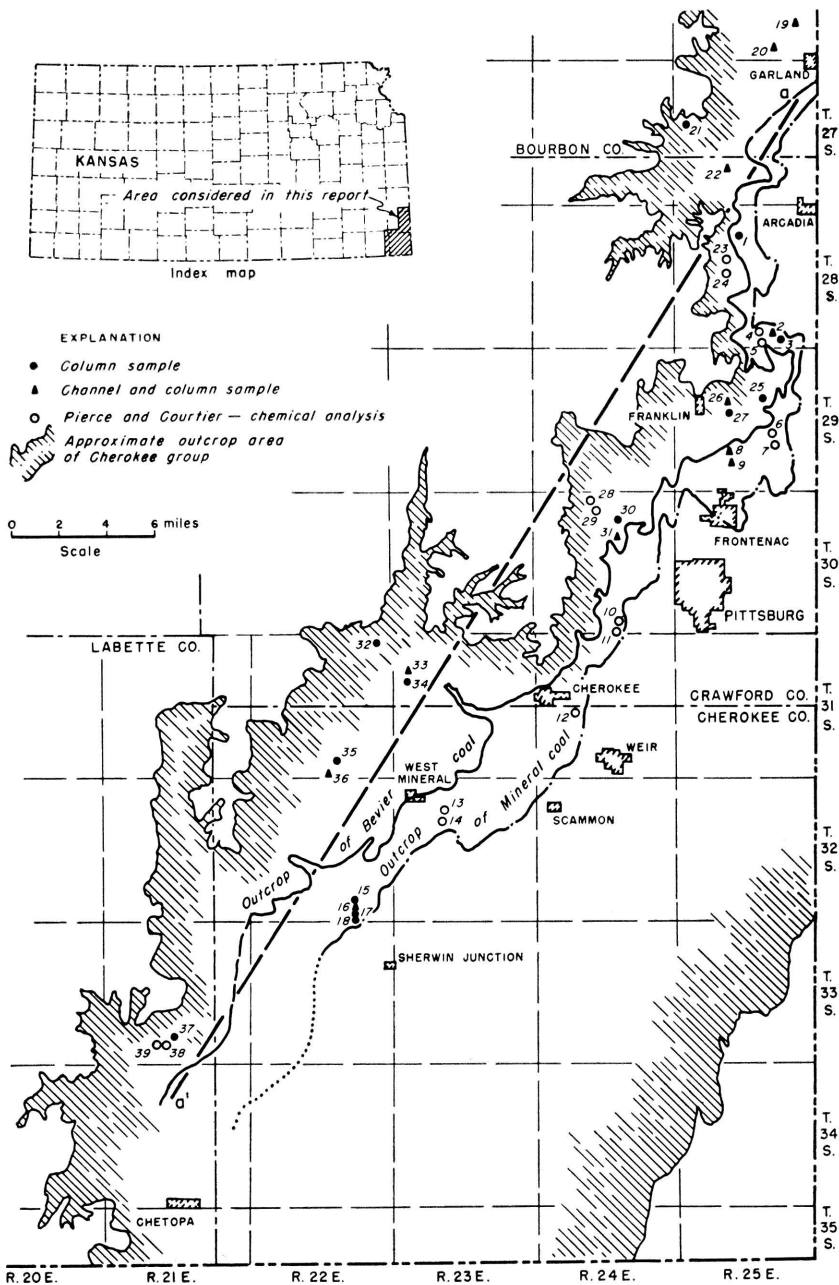 19
20
GARLAND
a
T.
27
S.
21
BOURBON CO.
22
KANSAS
Area considered in this report
Index map
ARCADIA
1
23
24
T.
28
S.
EXPLANATION
Column sample
Channel and column sample
Pierce and Courtier — chemical analysis
Approximate outcrop area
of Cherokee group
0 2 4 6 miles
Scale
4
2
5
3
25
26
FRANKLIN
27
T.
29
S.
6
7
8
9
28
29
30
31
FRONTENAC
T.
30
S.
PITTSBURG
10
11
LABETTE CO.
32
33
34
CHEROKEE
CRAWFORD CO.
CHEROKEE CO.
T.
31
S.
12
WEIR
35
36
WEST
MINERAL
13
14
SCAMMON
Outcrop of Bevier coal
Outcrop of Mineral coal
T.
32
S.
15
16
17
18
SHERWIN JUNCTION
T.
33
S.
37
39
38
a'
T.
34
S.
CHETOPA
T.
35
S.
R. 20 E. R. 21 E. R. 22 E. R. 23 E. R. 24 E. R. 25 E.